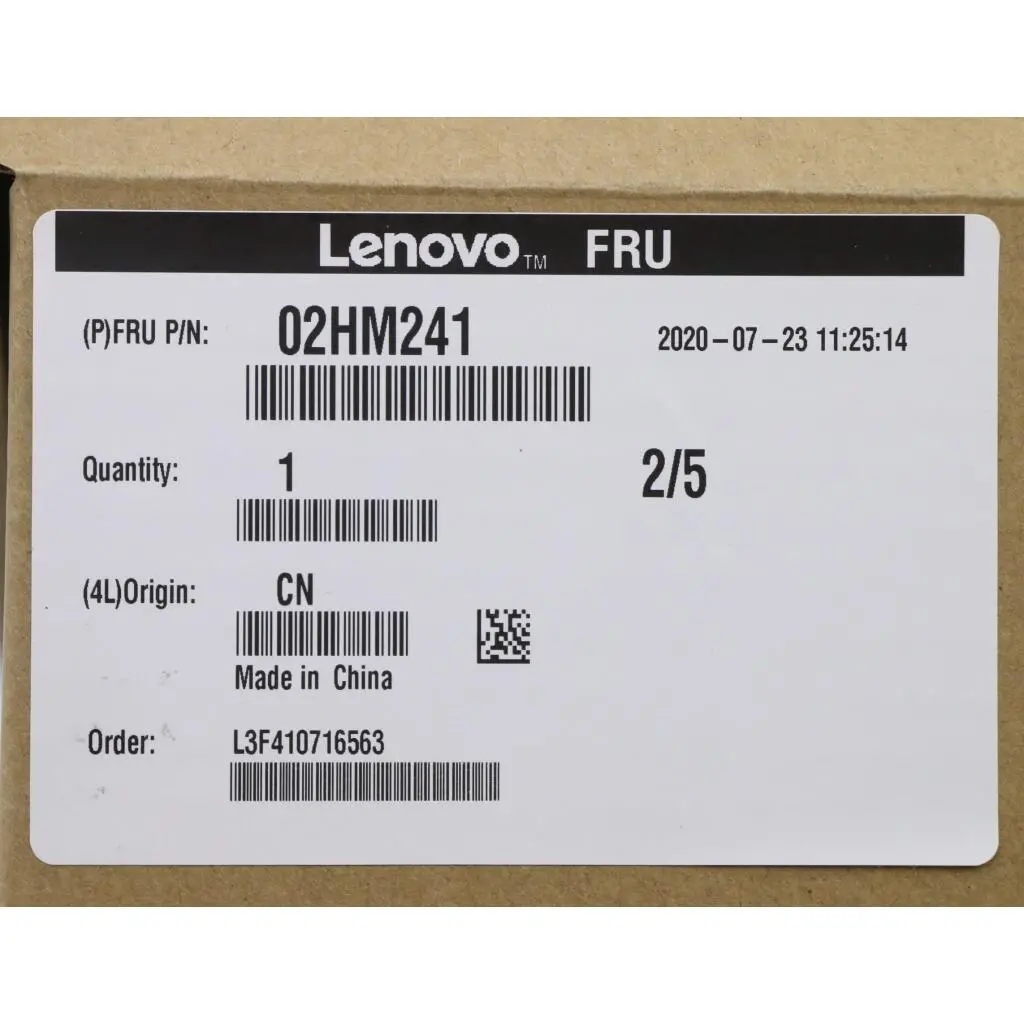 Lenovo™ FRU
(P)FRU P/N: 02HM241 2020-07-23 11:25:14
Quantity: 1 2/5
(4L)Origin: CN
Made in China
Order: L3F410716563